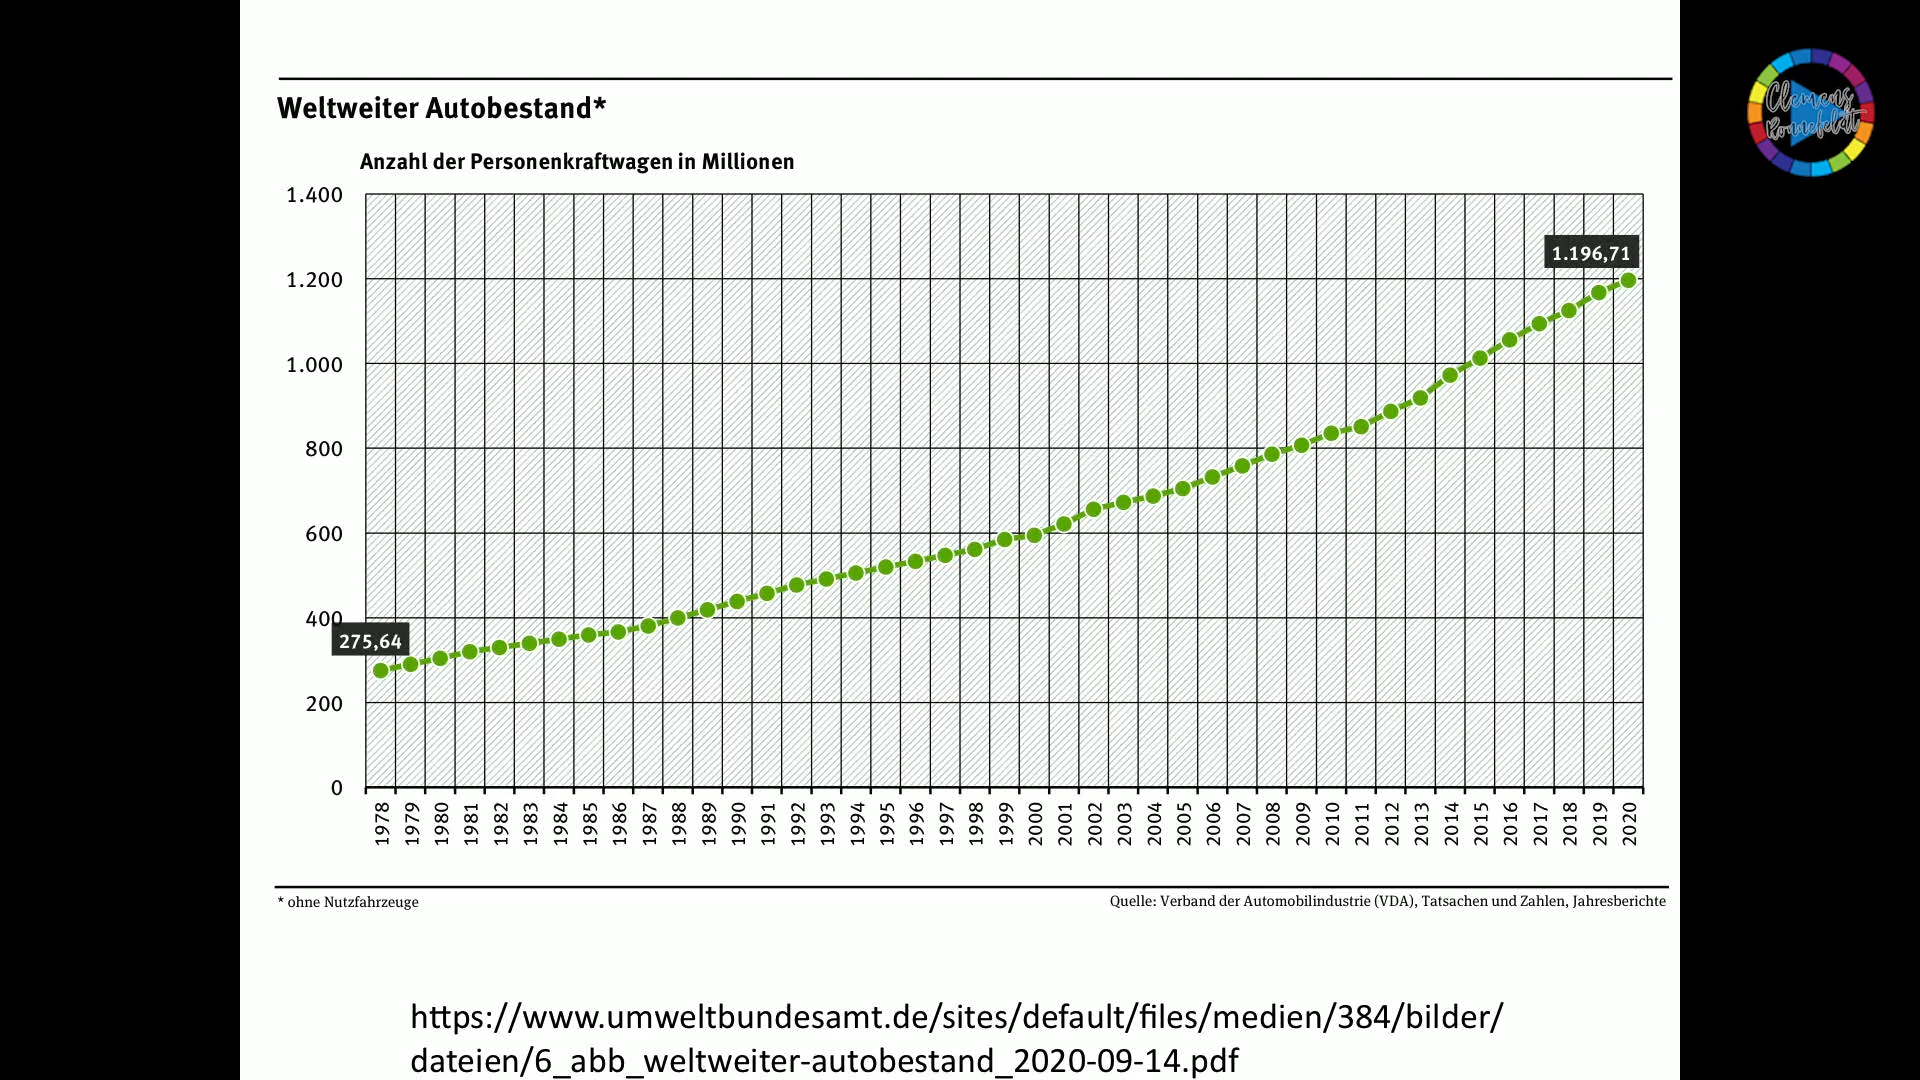 Clemens
Ronnefeldt
Weltweiter Autobestand*
Anzahl der Personenkraftwagen in Millionen
1.400
1.200
1.000
800
600
400
200
0
275,64
1.196,71
1978 1979 1980 1981 1982 1983 1984 1985 1986 1987 1988 1989 1990 1991 1992 1993 1994 1995 1996 1997 1998 1999 2000 2001 2002 2003 2004 2005 2006 2007 2008 2009 2010 2011 2012 2013 2014 2015 2016 2017 2018 2019 2020
* ohne Nutzfahrzeuge
Quelle: Verband der Automobilindustrie (VDA), Tatsachen und Zahlen, Jahresberichte
https://www.umweltbundesamt.de/sites/default/files/medien/384/bilder/
dateien/6_abb_weltweiter-autobestand_2020-09-14.pdf